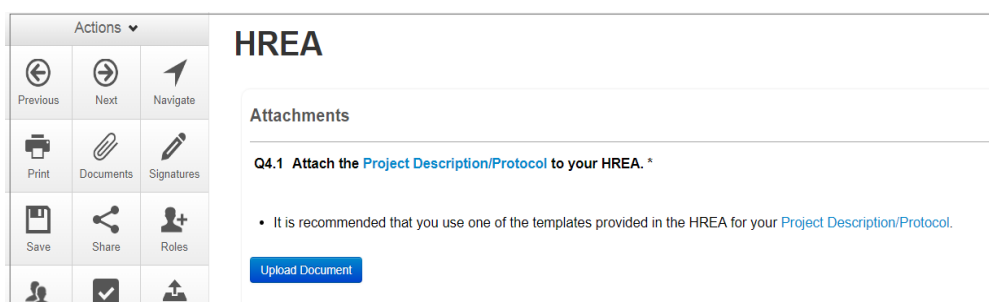 Actions
HREA
Previous Next Navigate
Attachments
Q4.1 Attach the Project Description/Protocol to your HREA. *
Print Documents Signatures
• It is recommended that you use one of the templates provided in the HREA for your Project Description/Protocol.
Save Share Roles
Upload Document